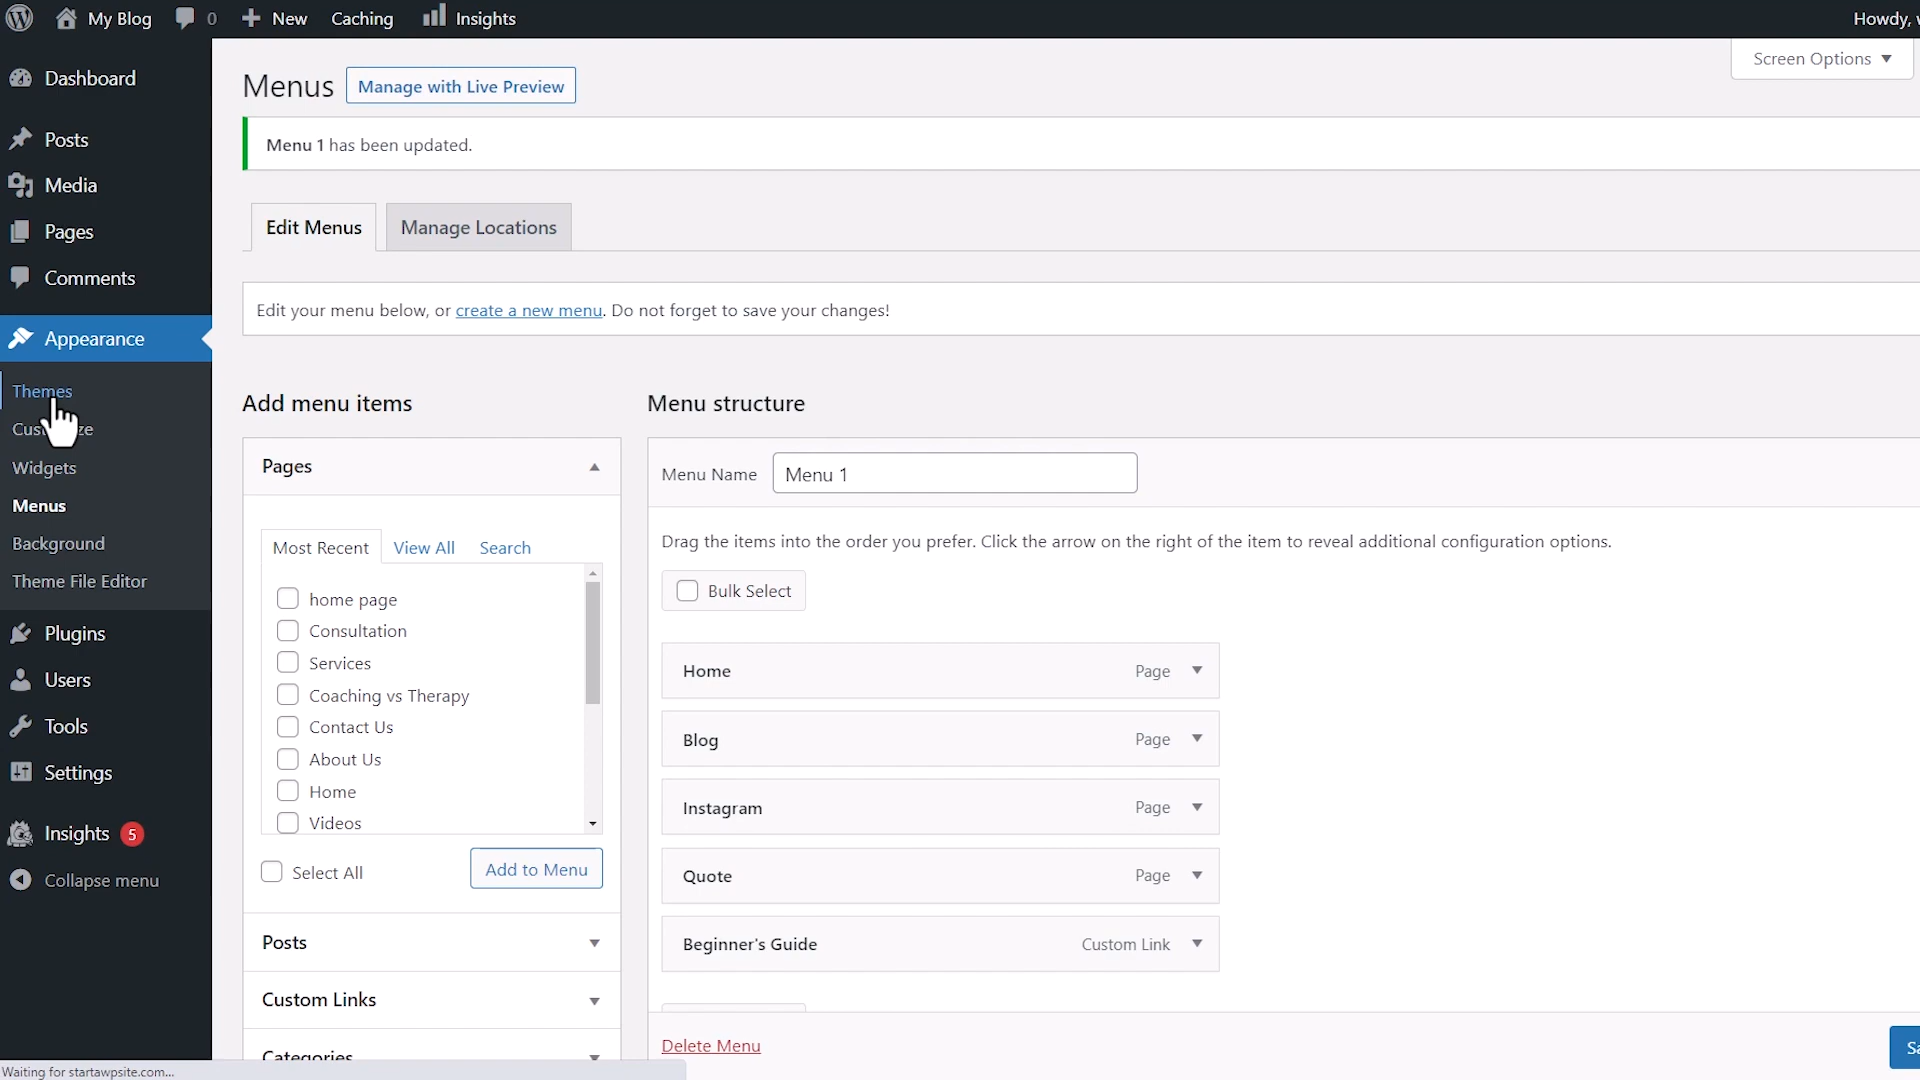 My Blog 0 New Caching Insights Howdy,
Screen Options
Dashboard
Posts
Media
Pages
Comments
Appearance
Themes
Widgets
Menus
Background
Theme File Editor
Plugins
Users
Tools
Settings
Insights 5
Collapse menu
Menus Manage with Live Preview
Menu 1 has been updated.
Edit Menus Manage Locations
Edit your menu below, or create a new menu. Do not forget to save your changes!
Add menu items
Pages
Most Recent View All Search
home page
Consultation
Services
Coaching vs Therapy
Contact Us
About Us
Home
Videos
Select All Add to Menu
Posts
Custom Links
Categories
Menu structure
Menu Name Menu 1
Drag the items into the order you prefer. Click the arrow on the right of the item to reveal additional configuration options.
Bulk Select
Home Page
Blog Page
Instagram Page
Quote Page
Beginner's Guide Custom Link
Delete Menu
Waiting for startawpsite.com...